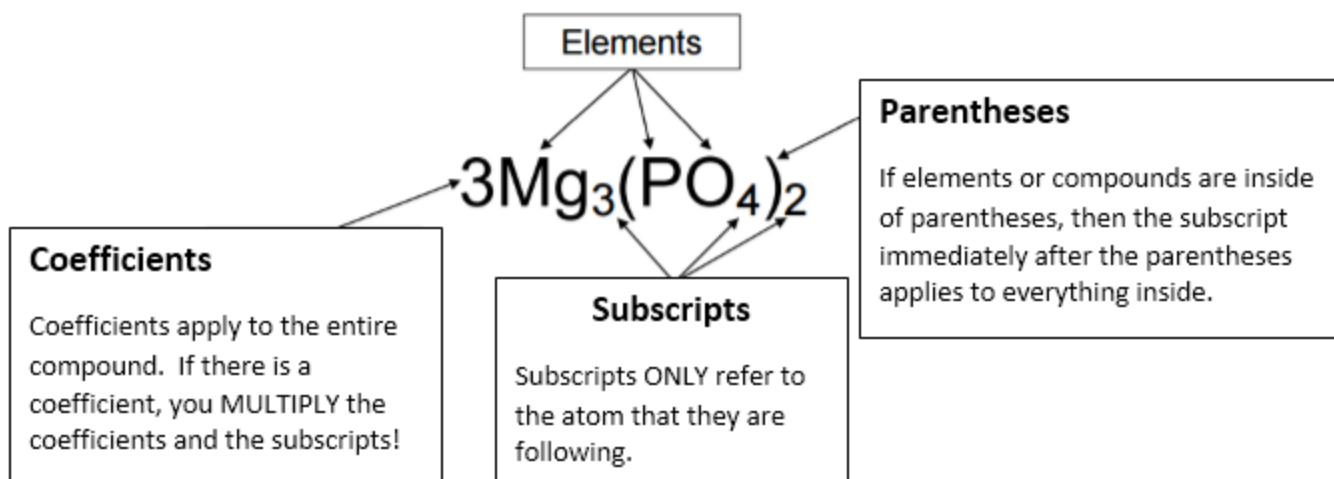 Elements
3Mg₃(PO₄)₂
Parentheses
If elements or compounds are inside
of parentheses, then the subscript
immediately after the parentheses
applies to everything inside.
Coefficients
Coefficients apply to the entire
compound.  If there is a
coefficient, you MULTIPLY the
coefficients and the subscripts!
Subscripts
Subscripts ONLY refer to
the atom that they are
following.